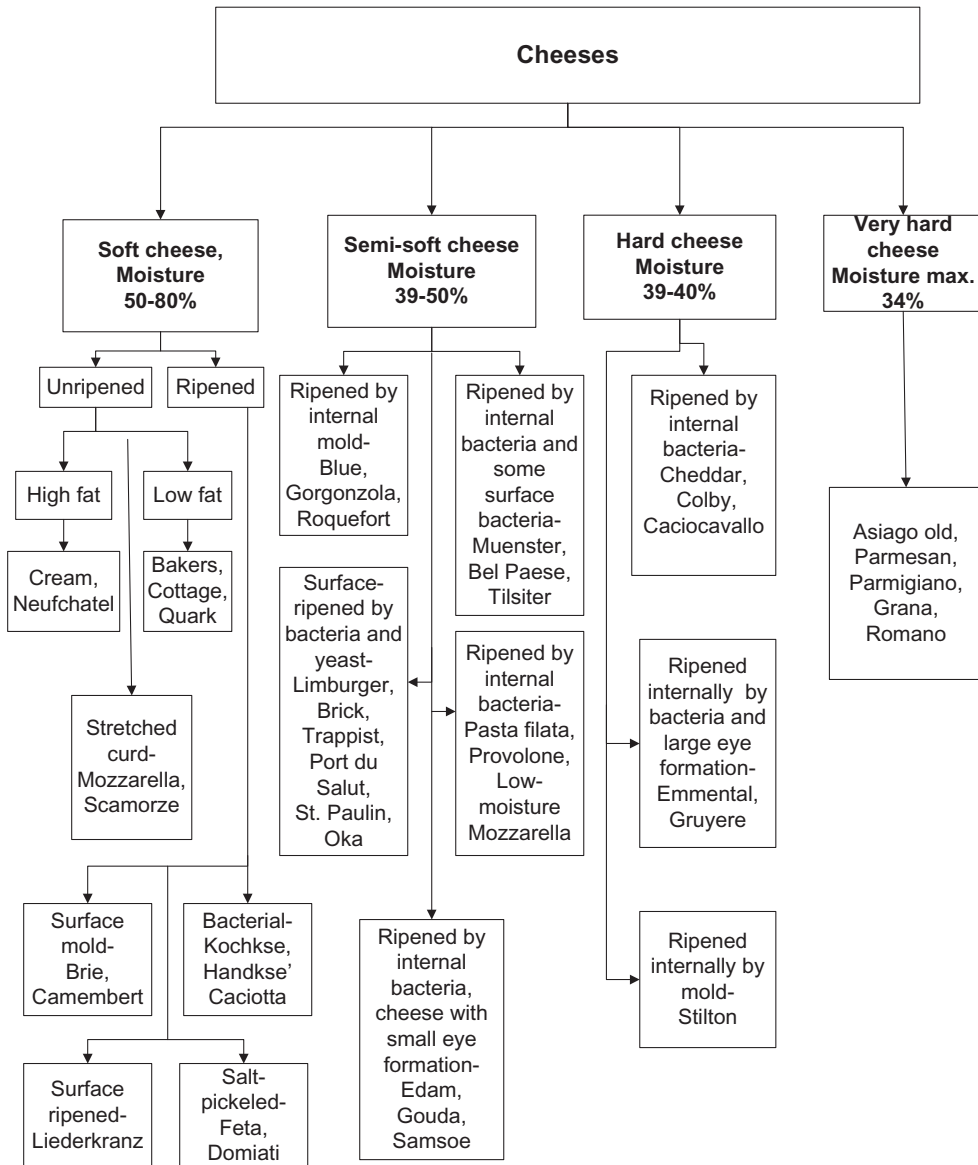 Cheeses
Soft cheese,
Moisture
50-80%
Semi-soft cheese
Moisture
39-50%
Hard cheese
Moisture
39-40%
Very hard
cheese
Moisture max.
34%
Unripened
Ripened
High fat
Low fat
Cream,
Neufchatel
Bakers,
Cottage,
Quark
Stretched
curd-
Mozzarella,
Scamorze
Surface
mold-
Brie,
Camembert
Bacterial-
Kochkse,
Handkse’
Caciotta
Surface
ripened-
Liederkranz
Salt-
pickeled-
Feta,
Domiati
Ripened by
internal
mold-
Blue,
Gorgonzola,
Roquefort
Ripened by
internal
bacteria and
some
surface
bacteria-
Muenster,
Bel Paese,
Tilsiter
Surface-
ripened by
bacteria and
yeast-
Limburger,
Brick,
Trappist,
Port du
Salut,
St. Paulin,
Oka
Ripened by
internal
bacteria-
Pasta filata,
Provolone,
Low-
moisture
Mozzarella
Ripened by
internal
bacteria,
cheese with
small eye
formation-
Edam,
Gouda,
Samsoe
Ripened by
internal
bacteria-
Cheddar,
Colby,
Caciocavallo
Ripened
internally by
bacteria and
large eye
formation-
Emmental,
Gruyere
Ripened
internally by
mold-
Stilton
Asiago old,
Parmesan,
Parmigiano,
Grana,
Romano